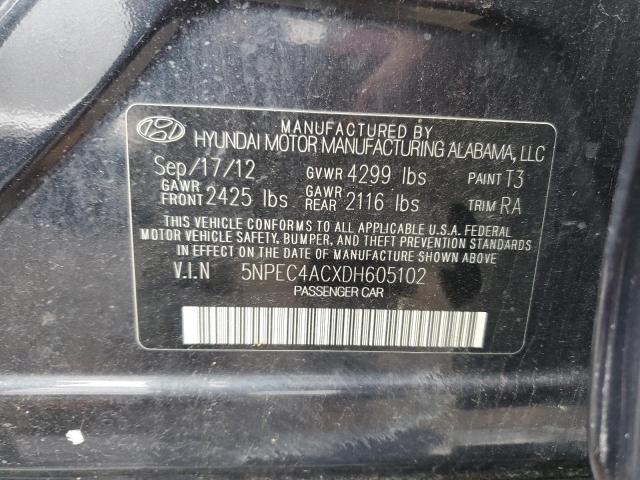 MANUFACTURED BY
HYUNDAI MOTOR MANUFACTURING ALABAMA, LLC
Sep/17/12 GVWR 4299 lbs PAINT T3
GAWR FRONT 2425 lbs GAWR REAR 2116 lbs TRIM RA
THIS VEHICLE CONFORMS TO ALL APPLICABLE U.S.A. FEDERAL
MOTOR VEHICLE SAFETY, BUMPER, AND THEFT PREVENTION STANDARDS
IN EFFECT ON THE DATE OF MANUFACTURE SHOWN ABOVE.
V.I.N 5NPEC4ACXDH605102
PASSENGER CAR